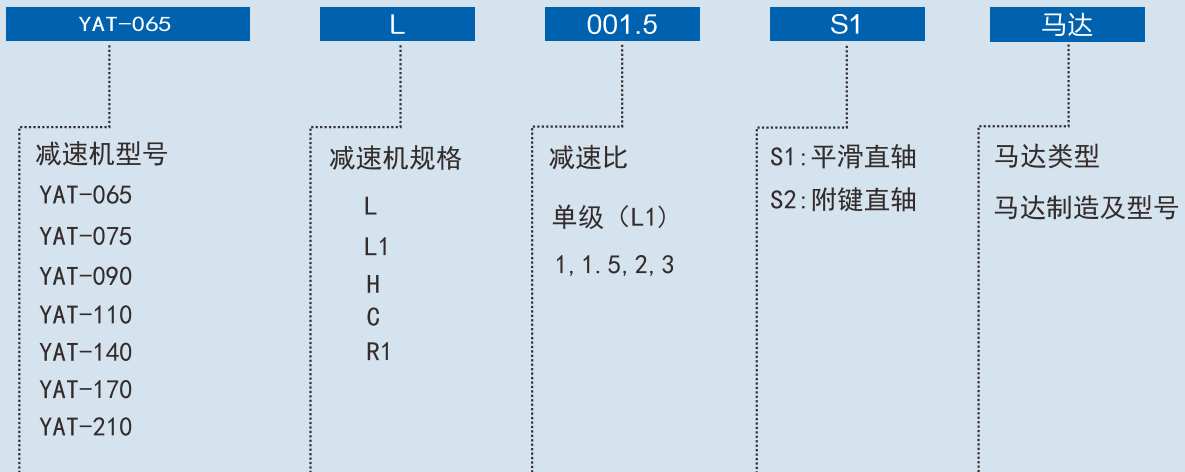 YAT-065
L
001.5
S1
马达
减速机型号
YAT-065
YAT-075
YAT-090
YAT-110
YAT-140
YAT-170
YAT-210
减速机规格
L
L1
H
C
R1
减速比
单级（L1）
1,1.5,2,3
S1:平滑直轴
S2:附键直轴
马达类型
马达制造及型号